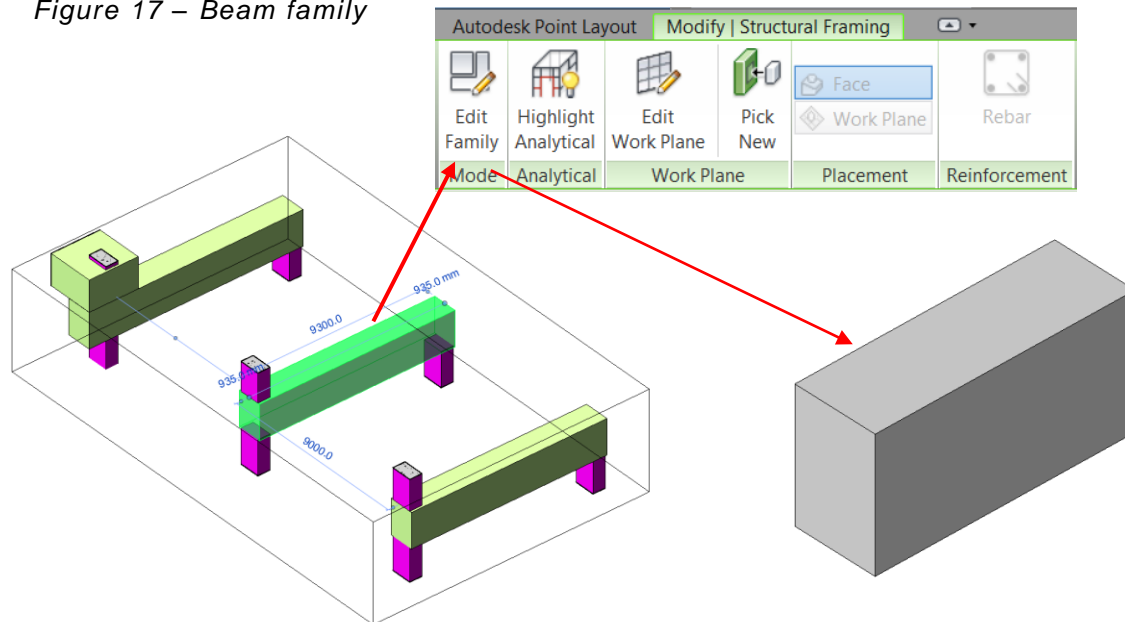 Figure 17 – Beam family
Autodesk Point Layout Modify | Structural Framing
Edit Family
Highlight Analytical
Edit Work Plane
Pick New
Face
Work Plane
Rebar
Mode Analytical Work Plane Placement Reinforcement
935.0 mm
9300.0
935.0 mm
9000.0